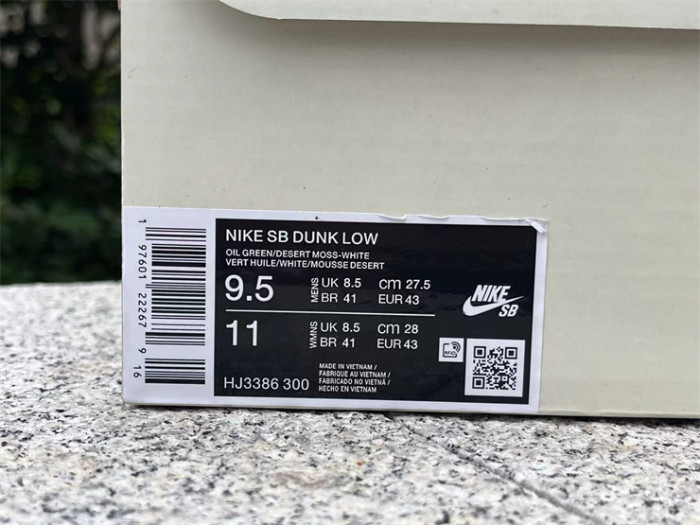 1 97601 22267 9 16
NIKE SB DUNK LOW
OIL GREEN/DESERT MOSS-WHITE
VERT HUILE/WHITE/MOUSSE DESERT
9.5 MENS UK 8.5 cm 27.5
BR 41 EUR 43
11 WMNS UK 8.5 cm 28
BR 41 EUR 43
HJ3386 300
MADE IN VIETNAM /
FABRIQUÉ AU VIETNAM /
FABRICADO NO VIETNÃ /
HECHO EN VIETNAM
NIKE
SB
RFID